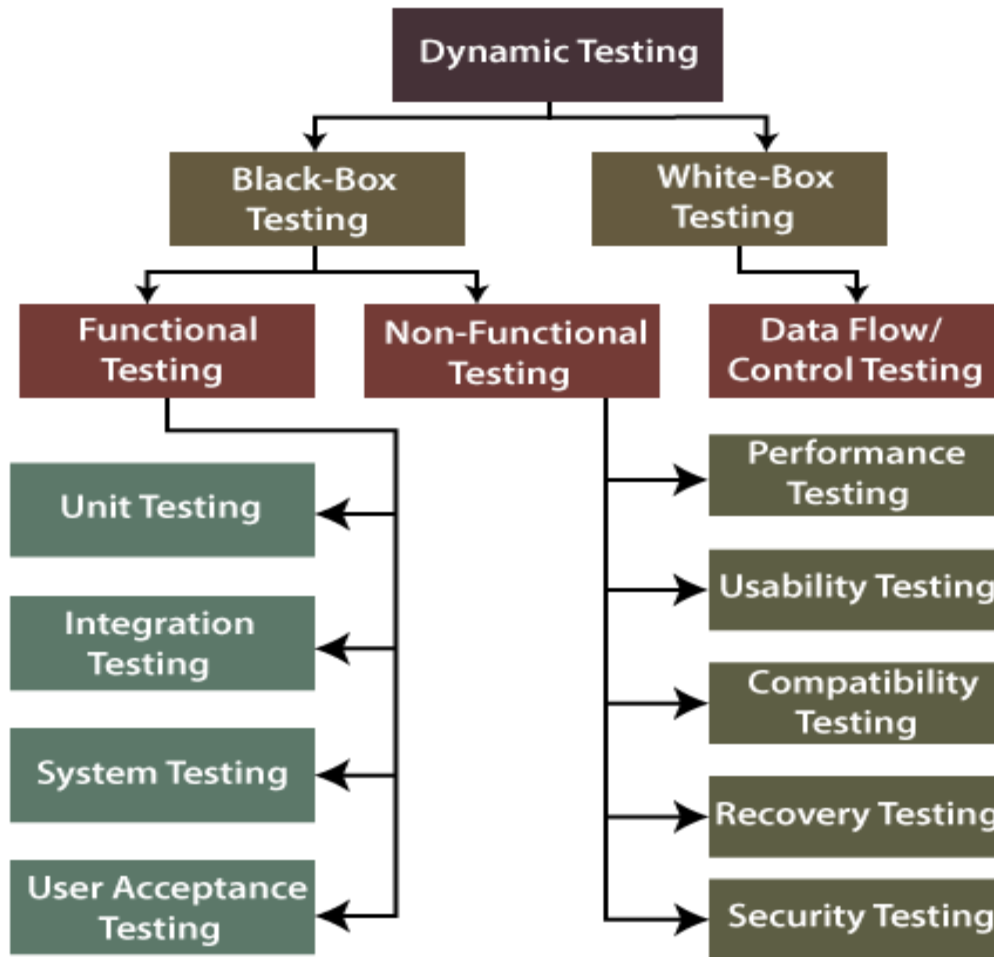 Dynamic Testing
Black-Box
Testing
White-Box
Testing
Functional
Testing
Non-Functional
Testing
Data Flow/
Control Testing
Unit Testing
Integration
Testing
System Testing
User Acceptance
Testing
Performance
Testing
Usability Testing
Compatibility
Testing
Recovery Testing
Security Testing